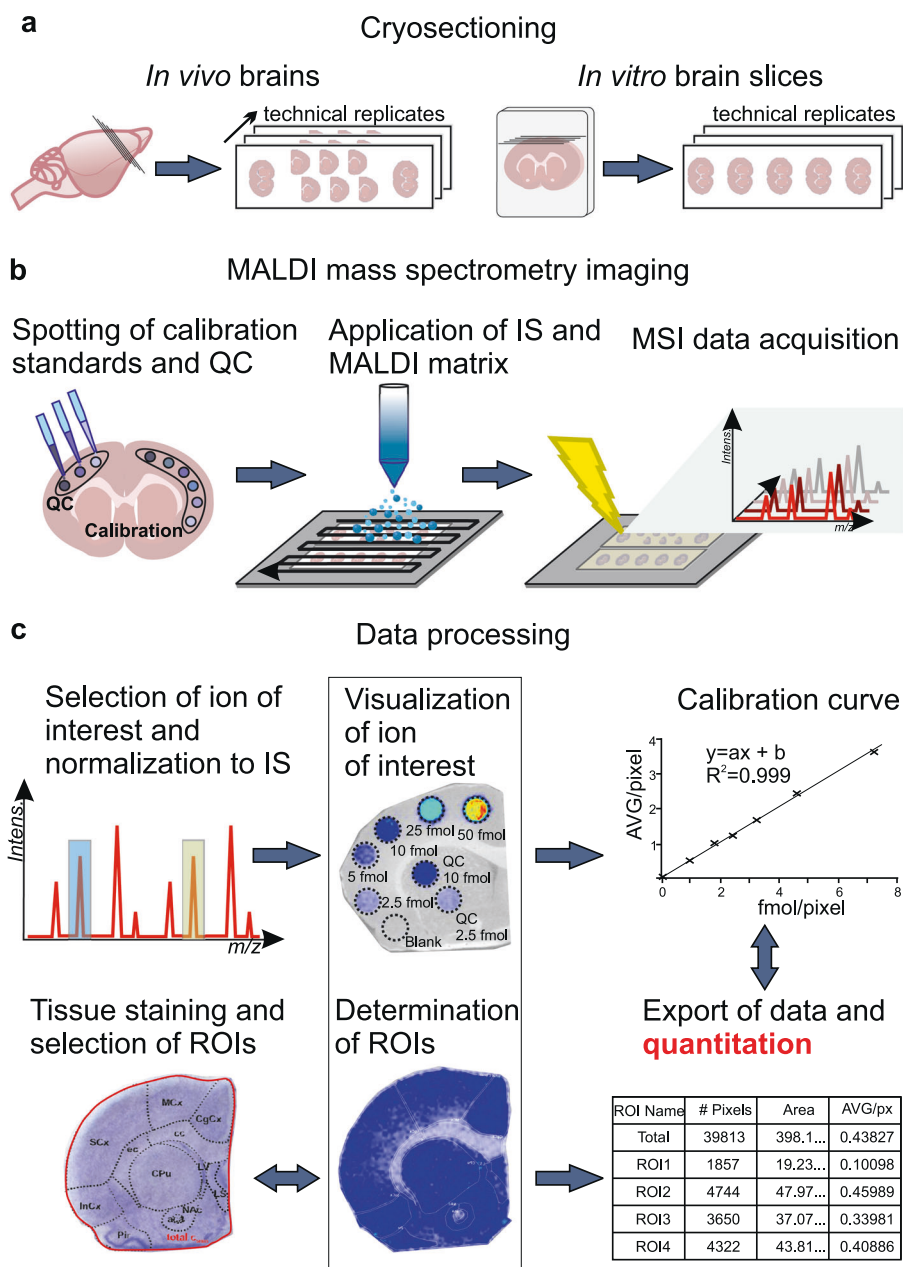 a
Cryosectioning
In vivo brains
In vitro brain slices
technical replicates
technical replicates
b
MALDI mass spectrometry imaging
Spotting of calibration
standards and QC
Application of IS and
MALDI matrix
MSI data acquisition
QC
Calibration
Intens.
m/z
c
Data processing
Selection of ion of
interest and
normalization to IS
Intens.
m/z
Visualization
of ion
of interest
25 fmol
50 fmol
10 fmol
5 fmol
QC
10 fmol
2.5 fmol
QC
2.5 fmol
Blank
Calibration curve
y=ax + b
R²=0.999
AVG/pixel
4
3
2
1
0
2
4
6
8
fmol/pixel
Tissue staining and
selection of ROIs
MCx
CgCx
SCx
cc
ec
CPu
LV
LS
InCx
NAc
Pir
Determination
of ROIs
Export of data and
quantitation
ROI Name # Pixels Area AVG/px
Total 39813 398.1... 0.43827
ROI1 1857 19.23... 0.10098
ROI2 4744 47.97... 0.45989
ROI3 3650 37.07... 0.33981
ROI4 4322 43.81... 0.40886